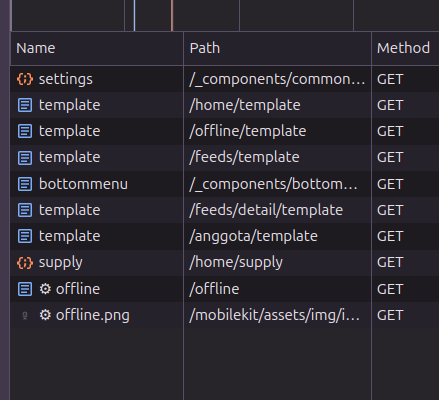 Name Path Method
settings /_components/common… GET
template /home/template GET
template /offline/template GET
template /feeds/template GET
bottommenu /_components/bottom… GET
template /feeds/detail/template GET
template /anggota/template GET
supply /home/supply GET
offline /offline GET
offline.png /mobilekit/assets/img/i… GET